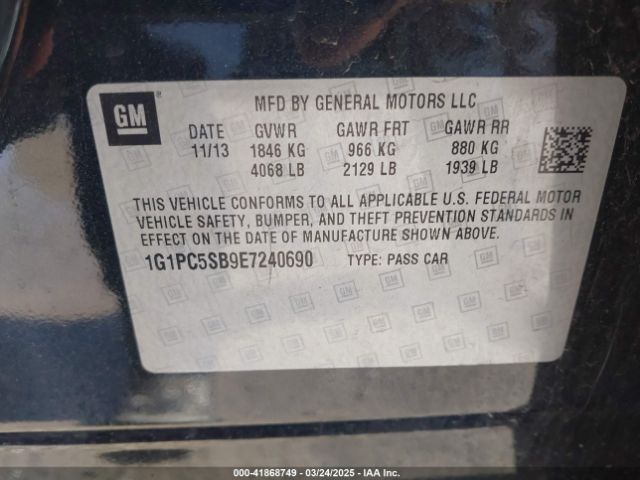 GM
MFD BY GENERAL MOTORS LLC
DATE GVWR GAWR FRT GAWR RR
11/13 1846 KG 966 KG 880 KG
4068 LB 2129 LB 1939 LB
THIS VEHICLE CONFORMS TO ALL APPLICABLE U.S. FEDERAL MOTOR
VEHICLE SAFETY, BUMPER, AND THEFT PREVENTION STANDARDS IN
EFFECT ON THE DATE OF MANUFACTURE SHOWN ABOVE.
1G1PC5SB9E7240690 TYPE: PASS CAR
000-41868749 - 03/24/2025 - IAA Inc.